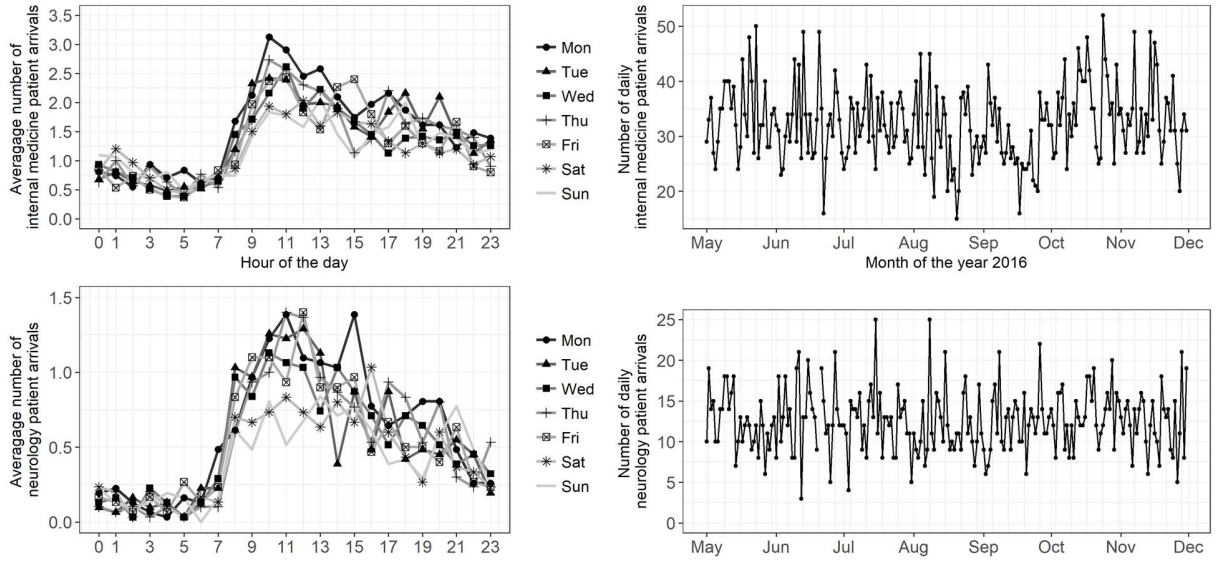 Averagage number of
internal medicine patient arrivals
3.5
3.0
2.5
2.0
1.5
1.0
0.5
0.0
0 1 3 5 7 9 11 13 15 17 19 21 23
Hour of the day
Mon
Tue
Wed
Thu
Fri
Sat
Sun
Number of daily
internal medicine patient arrivals
50
40
30
20
May Jun Jul Aug Sep Oct Nov Dec
Month of the year 2016
Averagage number of
neurology patient arrivals
1.5
1.0
0.5
0.0
0 1 3 5 7 9 11 13 15 17 19 21 23
Mon
Tue
Wed
Thu
Fri
Sat
Sun
Number of daily
neurology patient arrivals
25
20
15
10
5
0
May Jun Jul Aug Sep Oct Nov Dec